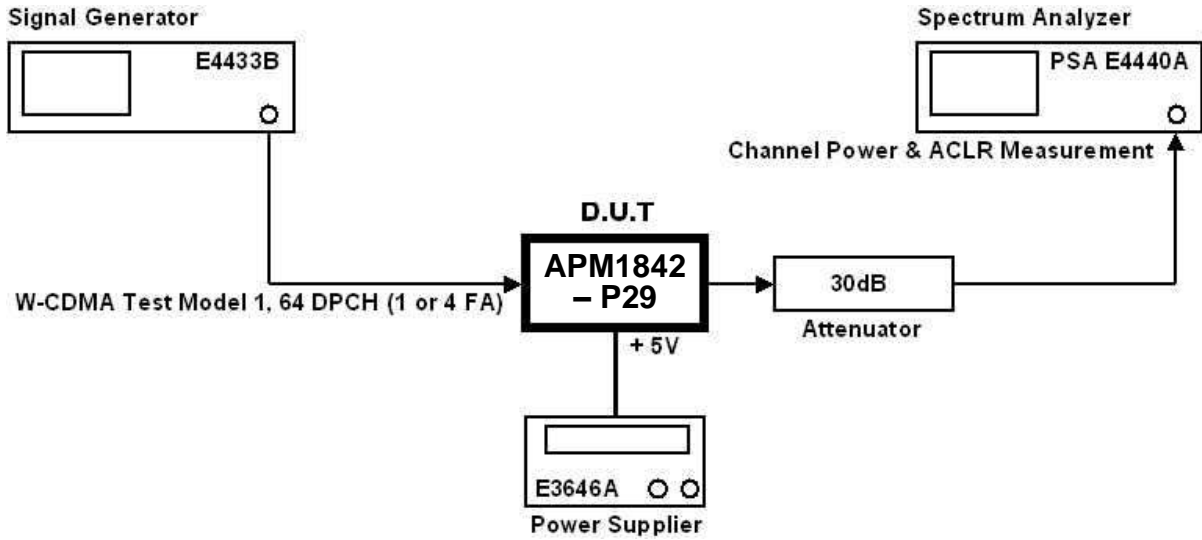 Signal Generator
E4433B
Spectrum Analyzer
PSA E4440A
Channel Power & ACLR Measurement
D.U.T
APM1842
– P29
W-CDMA Test Model 1, 64 DPCH (1 or 4 FA)
30dB
Attenuator
+ 5V
E3646A
Power Supplier